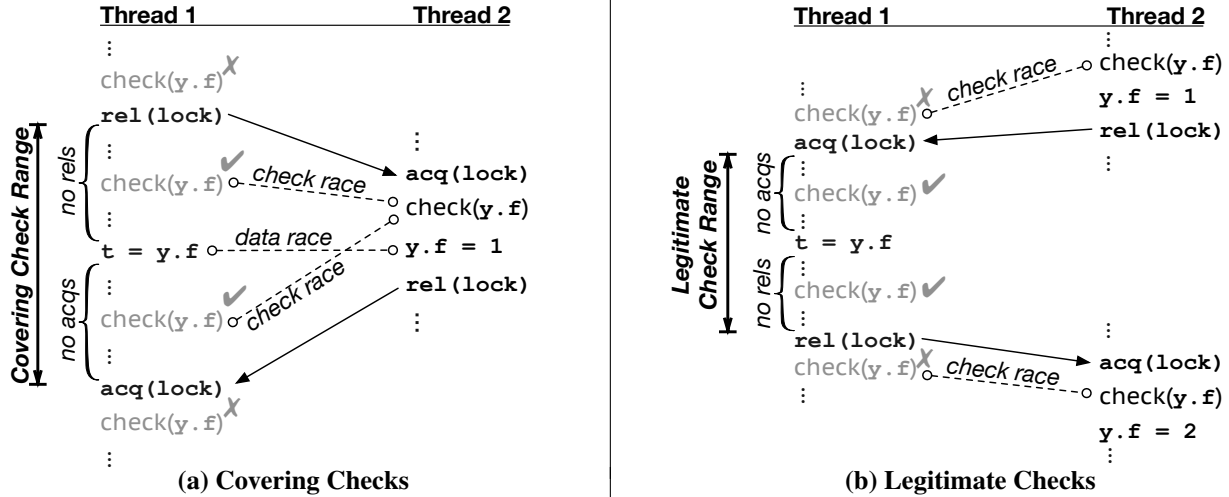 Thread 1 Thread 2
⋮
check(y.f) ✗
rel(lock)
⋮ ⋮
acq(lock)
check(y.f) ✔ check race
check(y.f)
⋮
t = y.f data race y.f = 1
⋮ rel(lock)
check(y.f) ✔ check race
⋮ ⋮
acq(lock)
check(y.f) ✗
⋮
Covering Check Range
no rels
no acqs
(a) Covering Checks
Thread 1 Thread 2
⋮
check(y.f)
⋮ check race
check(y.f) ✗ y.f = 1
acq(lock) rel(lock)
⋮ ⋮
check(y.f) ✔
⋮
t = y.f
⋮
check(y.f) ✔
⋮ ⋮
rel(lock)
check(y.f) ✗ acq(lock)
check race
⋮ check(y.f)
y.f = 2
⋮
Legitimate
Check Range
no acqs
no rels
(b) Legitimate Checks